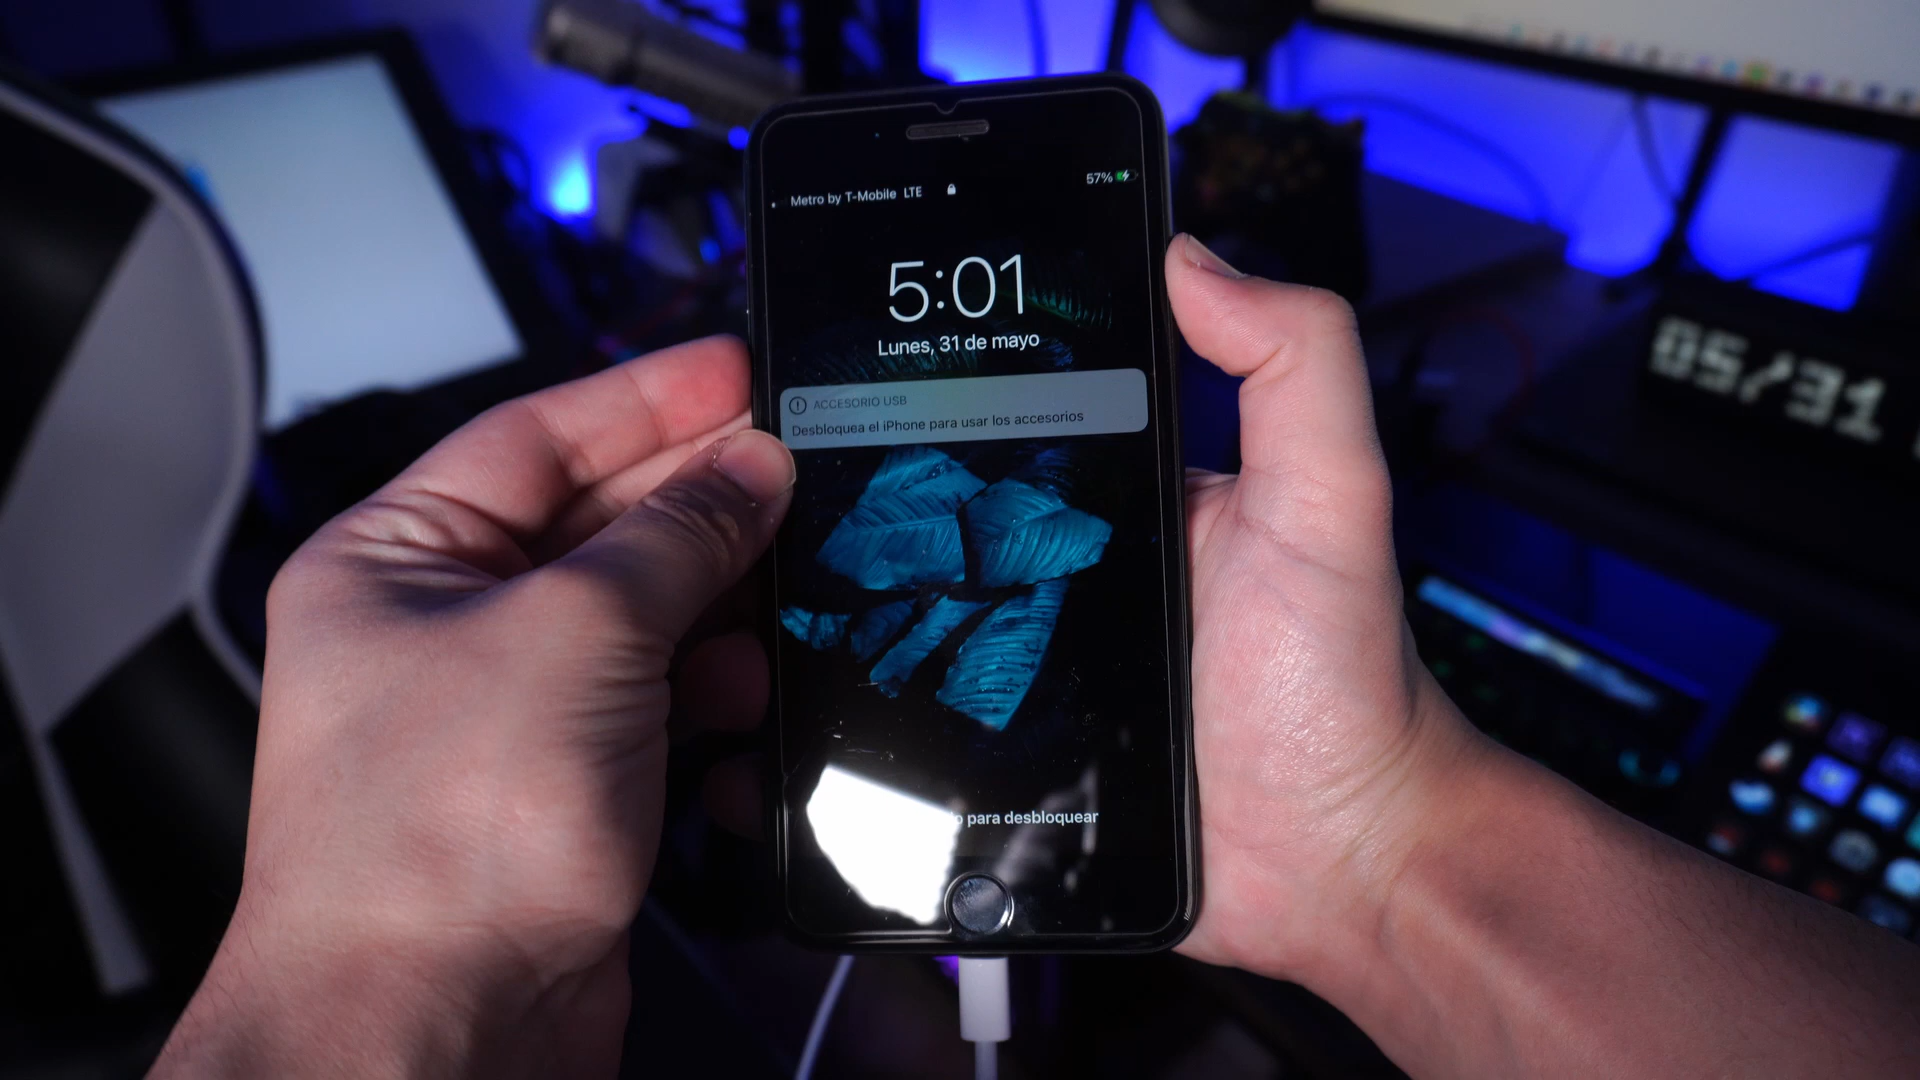 Metro by T-Mobile LTE
57%
5:01
Lunes, 31 de mayo
ACCESORIO USB
Desbloquea el iPhone para usar los accesorios
para desbloquear
05/31